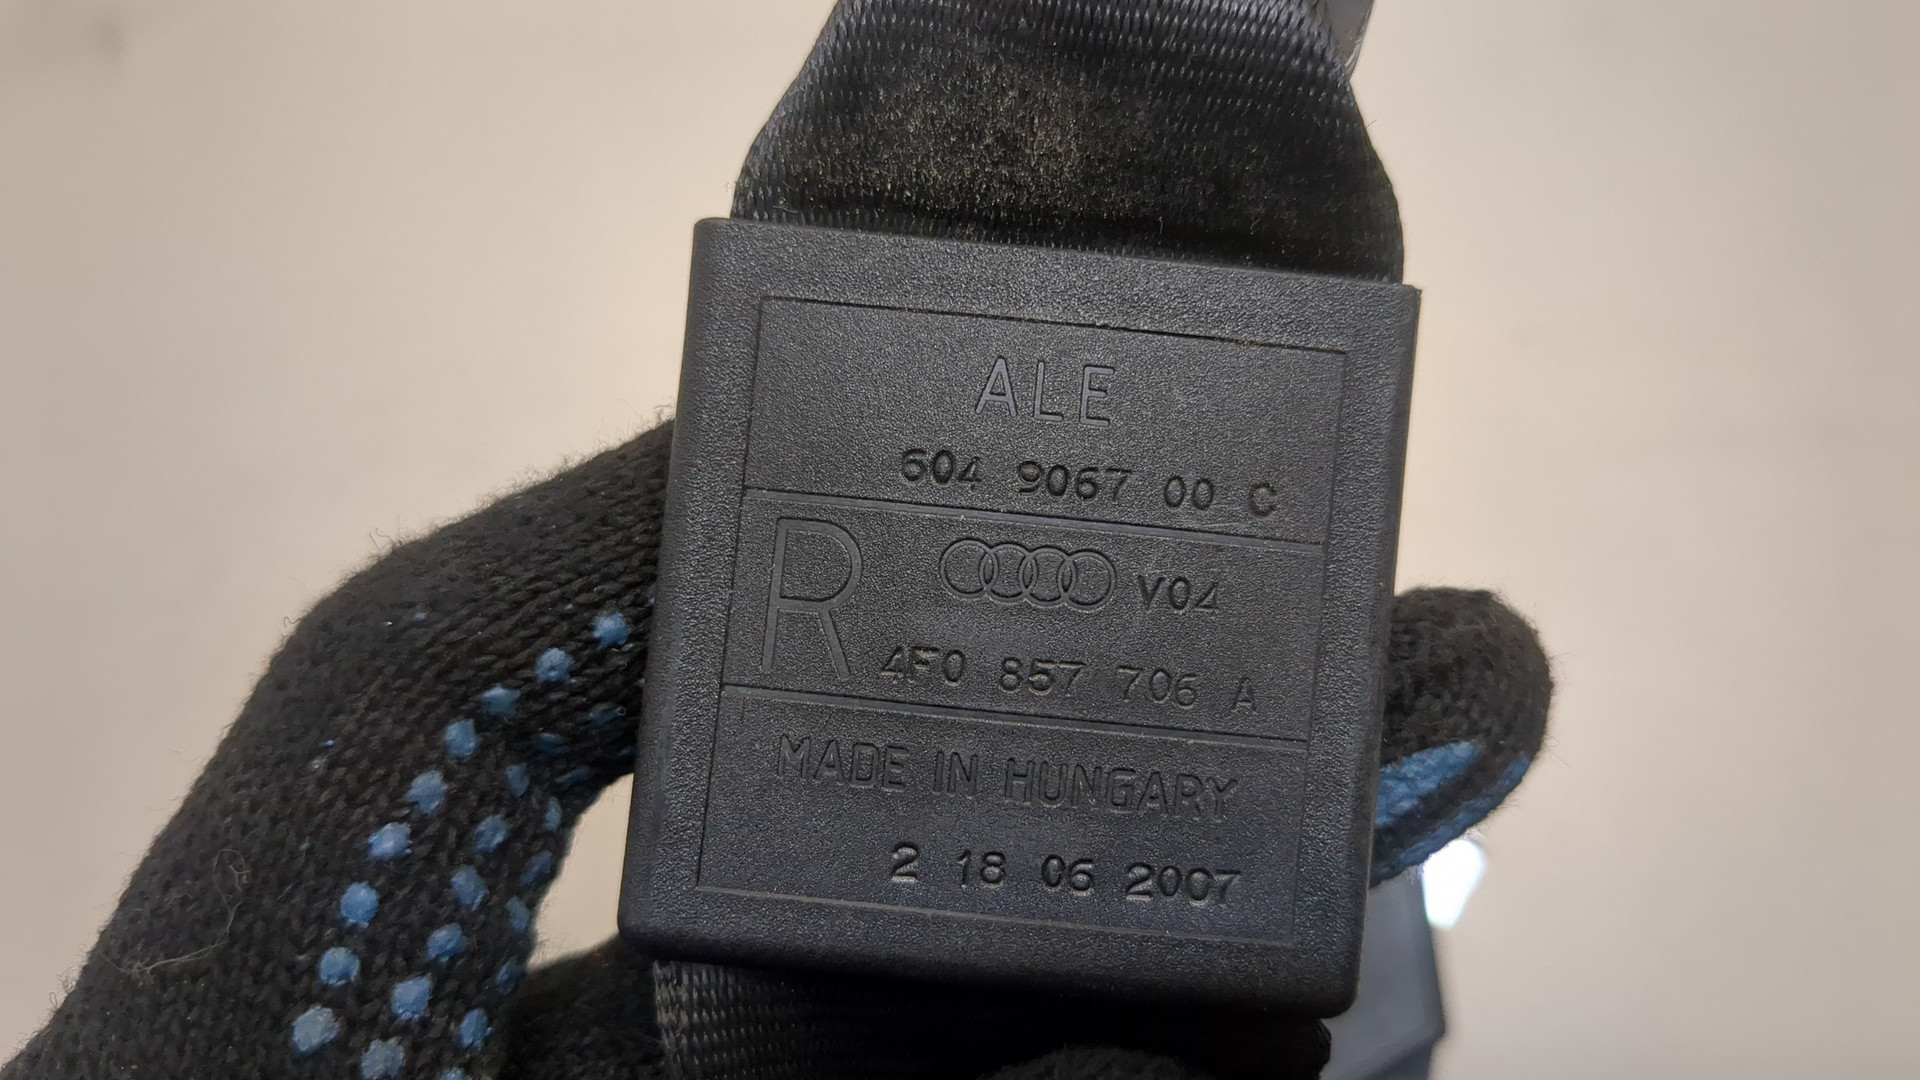 ALE
604 9067 00 C
R
V04
4F0 857 706 A
MADE IN HUNGARY
2 18 06 2007